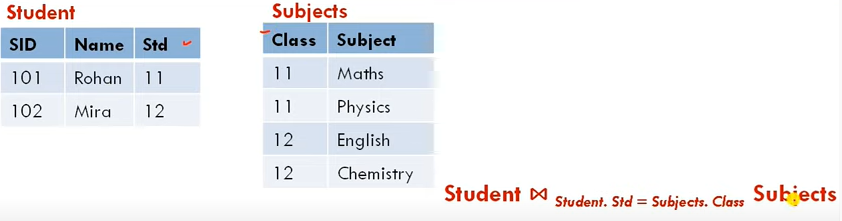 Student
SID Name Std
101 Rohan 11
102 Mira 12
Subjects
Class Subject
11 Maths
11 Physics
12 English
12 Chemistry
Student ⋈ Student. Std = Subjects. Class Subjects